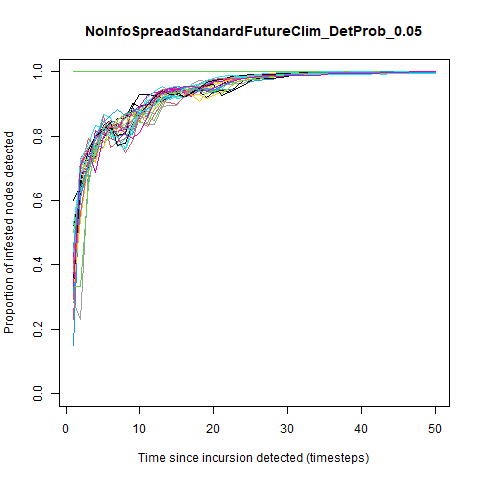 NoInfoSpreadStandardFutureClim_DetProb_0.05
Proportion of infested nodes detected
1.0
0.8
0.6
0.4
0.2
0.0
0 10 20 30 40 50
Time since incursion detected (timesteps)